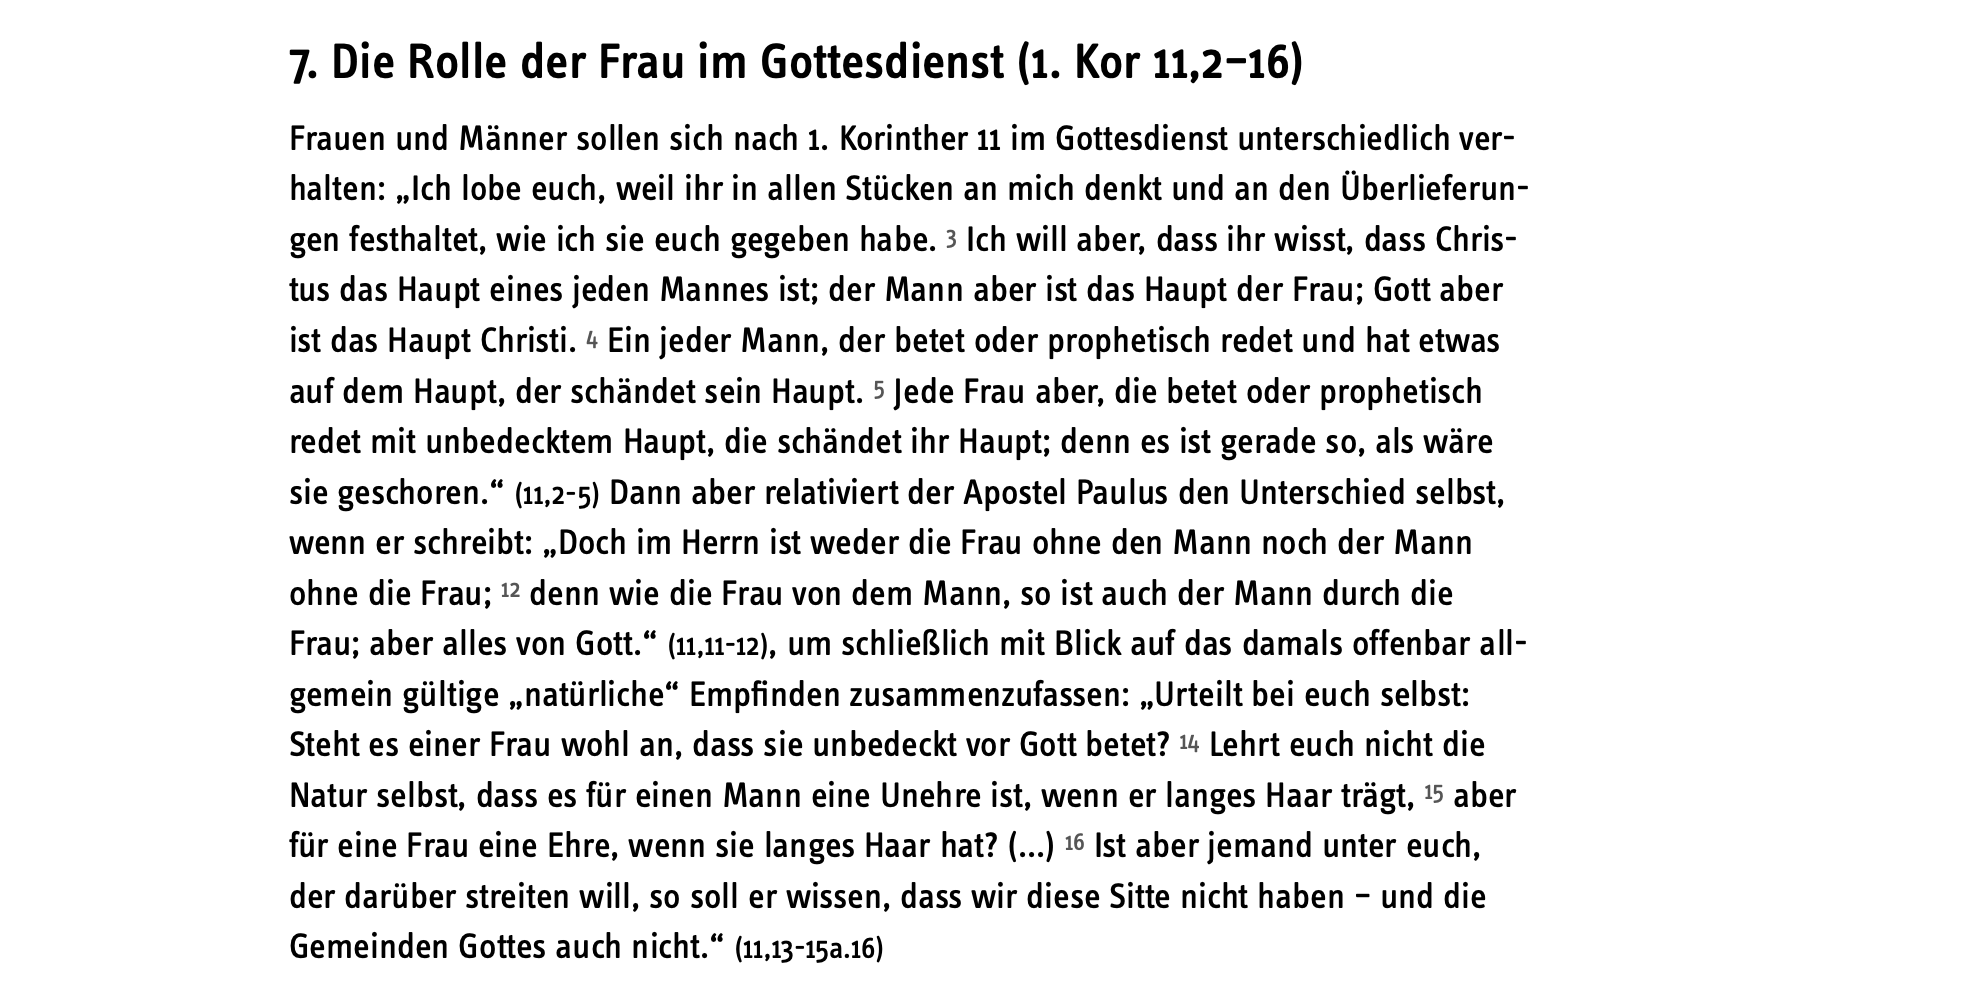 7. Die Rolle der Frau im Gottesdienst (1. Kor 11,2–16)
Frauen und Männer sollen sich nach 1. Korinther 11 im Gottesdienst unterschiedlich ver-
halten: „Ich lobe euch, weil ihr in allen Stücken an mich denkt und an den Überlieferun-
gen festhaltet, wie ich sie euch gegeben habe. 3 Ich will aber, dass ihr wisst, dass Chris-
tus das Haupt eines jeden Mannes ist; der Mann aber ist das Haupt der Frau; Gott aber
ist das Haupt Christi. 4 Ein jeder Mann, der betet oder prophetisch redet und hat etwas
auf dem Haupt, der schändet sein Haupt. 5 Jede Frau aber, die betet oder prophetisch
redet mit unbedecktem Haupt, die schändet ihr Haupt; denn es ist gerade so, als wäre
sie geschoren.“ (11,2-5) Dann aber relativiert der Apostel Paulus den Unterschied selbst,
wenn er schreibt: „Doch im Herrn ist weder die Frau ohne den Mann noch der Mann
ohne die Frau; 12 denn wie die Frau von dem Mann, so ist auch der Mann durch die
Frau; aber alles von Gott.“ (11,11-12), um schließlich mit Blick auf das damals offenbar all-
gemein gültige „natürliche“ Empfinden zusammenzufassen: „Urteilt bei euch selbst:
Steht es einer Frau wohl an, dass sie unbedeckt vor Gott betet? 14 Lehrt euch nicht die
Natur selbst, dass es für einen Mann eine Unehre ist, wenn er langes Haar trägt, 15 aber
für eine Frau eine Ehre, wenn sie langes Haar hat? (...) 16 Ist aber jemand unter euch,
der darüber streiten will, so soll er wissen, dass wir diese Sitte nicht haben – und die
Gemeinden Gottes auch nicht.“ (11,13-15a.16)